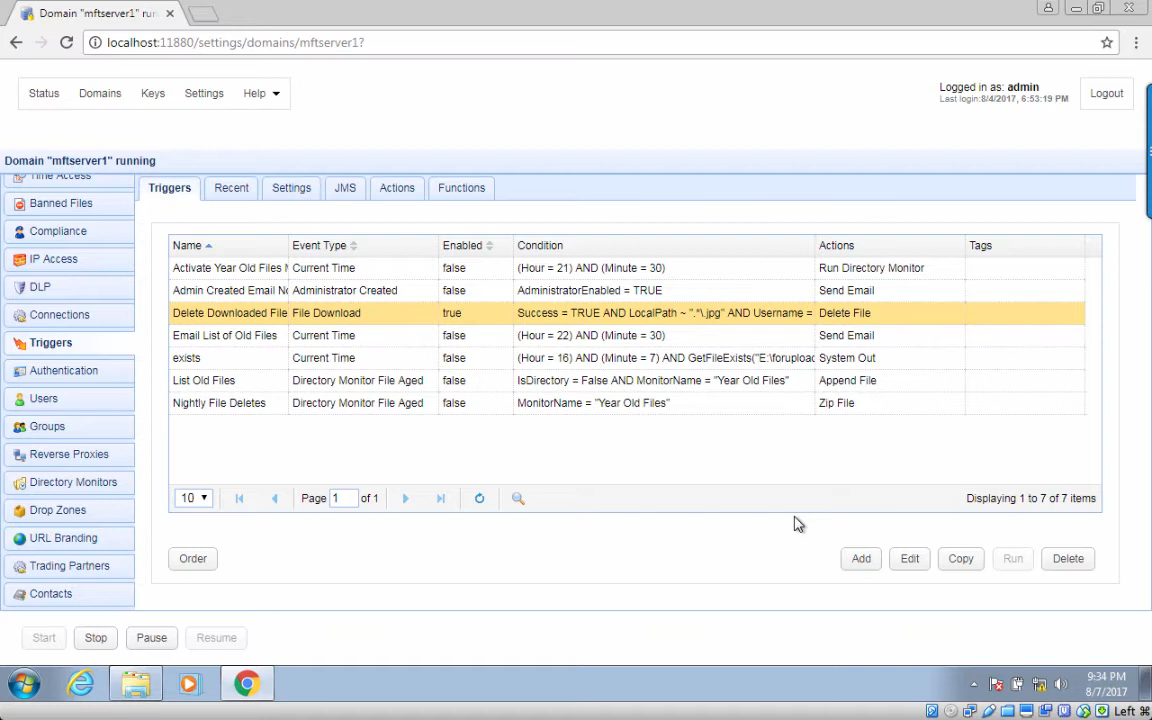 Domain "mftserver1" run
localhost:11880/settings/domains/mftserver1?
Status Domains Keys Settings Help
Logged in as: admin
Last login:8/4/2017, 6:53:19 PM
Logout
Domain "mftserver1" running
Time Access
Banned Files
Compliance
IP Access
DLP
Connections
Triggers
Authentication
Users
Groups
Reverse Proxies
Directory Monitors
Drop Zones
URL Branding
Trading Partners
Contacts
Triggers Recent Settings JMS Actions Functions
Name Event Type Enabled Condition Actions Tags
Activate Year Old Files M Current Time false (Hour = 21) AND (Minute = 30) Run Directory Monitor
Admin Created Email No Administrator Created false AdministratorEnabled = TRUE Send Email
Delete Downloaded File File Download true Success = TRUE AND LocalPath ~ ".*\.jpg" AND Username = Delete File
Email List of Old Files Current Time false (Hour = 22) AND (Minute = 30) Send Email
exists Current Time false (Hour = 16) AND (Minute = 7) AND GetFileExists("E:\foruploac System Out
List Old Files Directory Monitor File Aged false IsDirectory = False AND MonitorName = "Year Old Files" Append File
Nightly File Deletes Directory Monitor File Aged false MonitorName = "Year Old Files" Zip File
10 Page 1 of 1 Displaying 1 to 7 of 7 items
Order Add Edit Copy Run Delete
Start Stop Pause Resume
9:34 PM
8/7/2017
Left ⌘